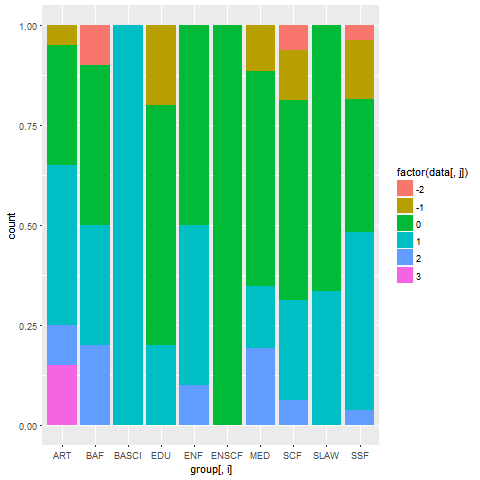 1.00
0.75
0.50
0.25
0.00
count
ART BAF BASCI EDU ENF ENSCF MED SCF SLAW SSF
group[, i]
factor(data[, j])
-2
-1
0
1
2
3